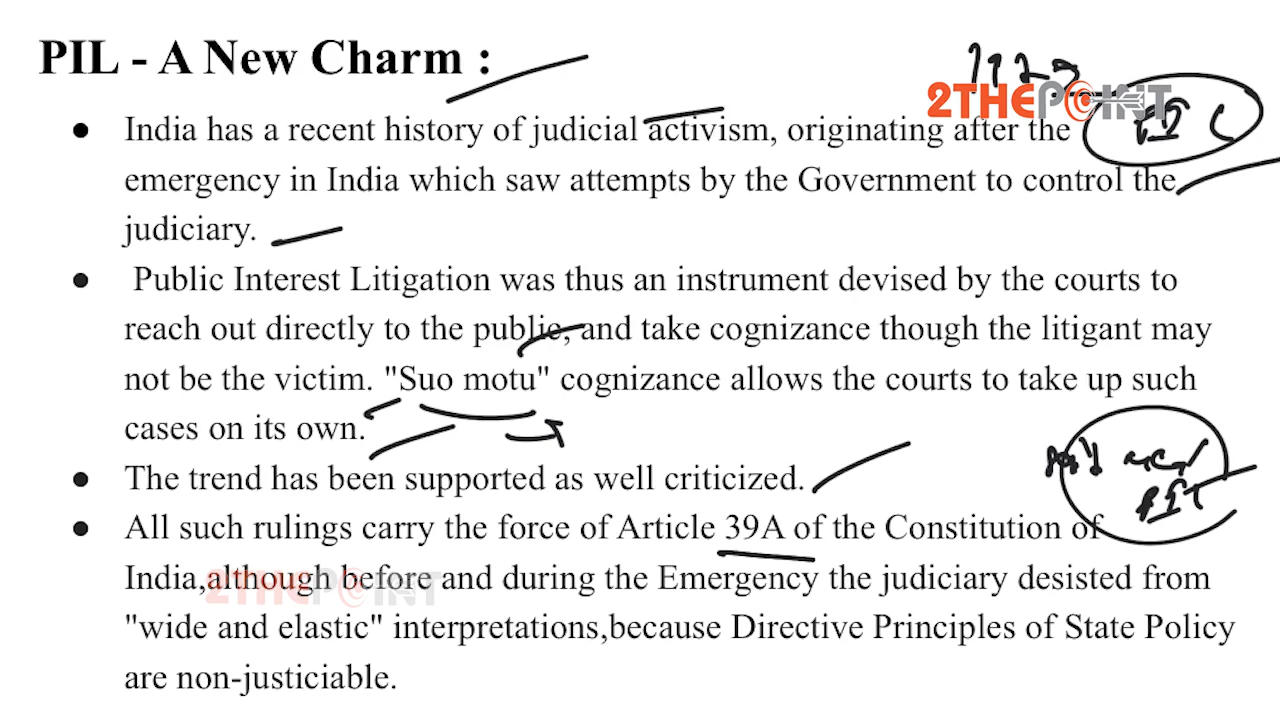 PIL - A New Charm :
2THEPOINT
● India has a recent history of judicial activism, originating after the
emergency in India which saw attempts by the Government to control the
judiciary.
● Public Interest Litigation was thus an instrument devised by the courts to
reach out directly to the public, and take cognizance though the litigant may
not be the victim. "Suo motu" cognizance allows the courts to take up such
cases on its own.
● The trend has been supported as well criticized.
● All such rulings carry the force of Article 39A of the Constitution of
India,although before and during the Emergency the judiciary desisted from
2THEPOINT
"wide and elastic" interpretations,because Directive Principles of State Policy
are non-justiciable.